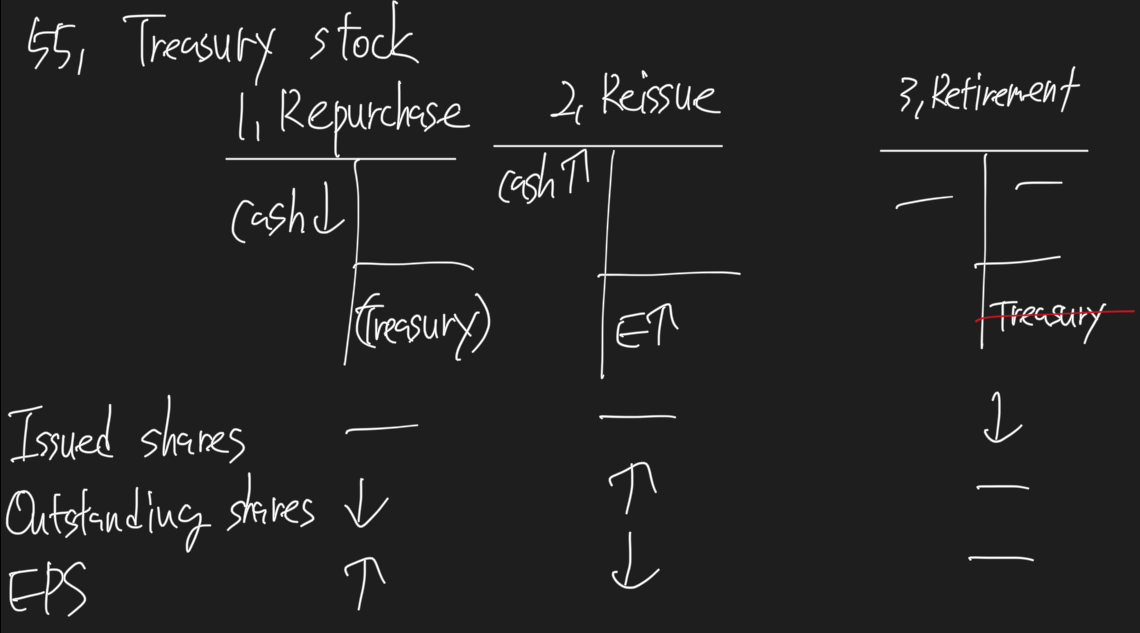 55, Treasury stock
1, Repurchase 2, Reissue 3, Retirement
cash↓ cash↑ — —
(Treasury) E↑ Treasury
Issued shares — — ↓
Outstanding shares ↓ ↑ —
EPS ↑ ↓ —